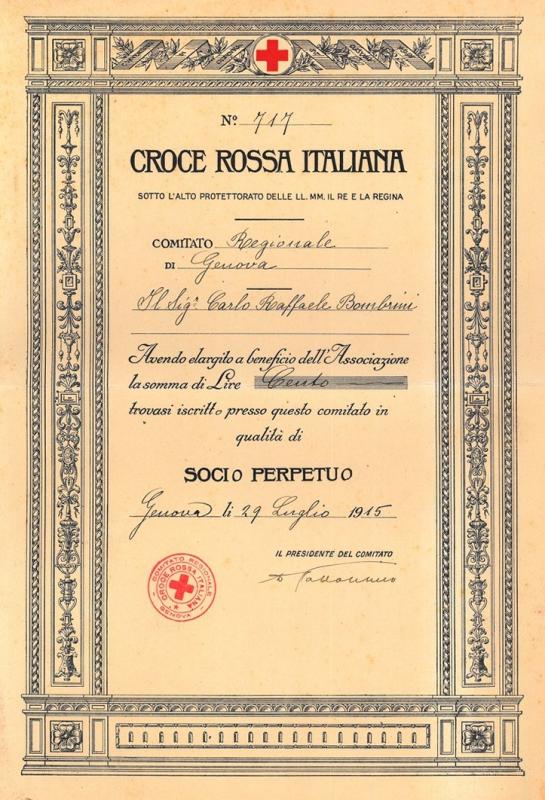 Nº 717
CROCE ROSSA ITALIANA
SOTTO L'ALTO PROTETTORATO DELLE LL. MM. IL RE E LA REGINA
COMITATO Regionale
DI Genova
Il Sigr. Carlo Raffaele Bombrini
Avendo elargito a beneficio dell'Associazione
la somma di Lire Cento
trovasi iscritto presso questo comitato in
qualità di
SOCIO PERPETUO
Genova li 29 Luglio 1915
IL PRESIDENTE DEL COMITATO
COMITATO REGIONALE
CROCE ROSSA ITALIANA
GENOVA